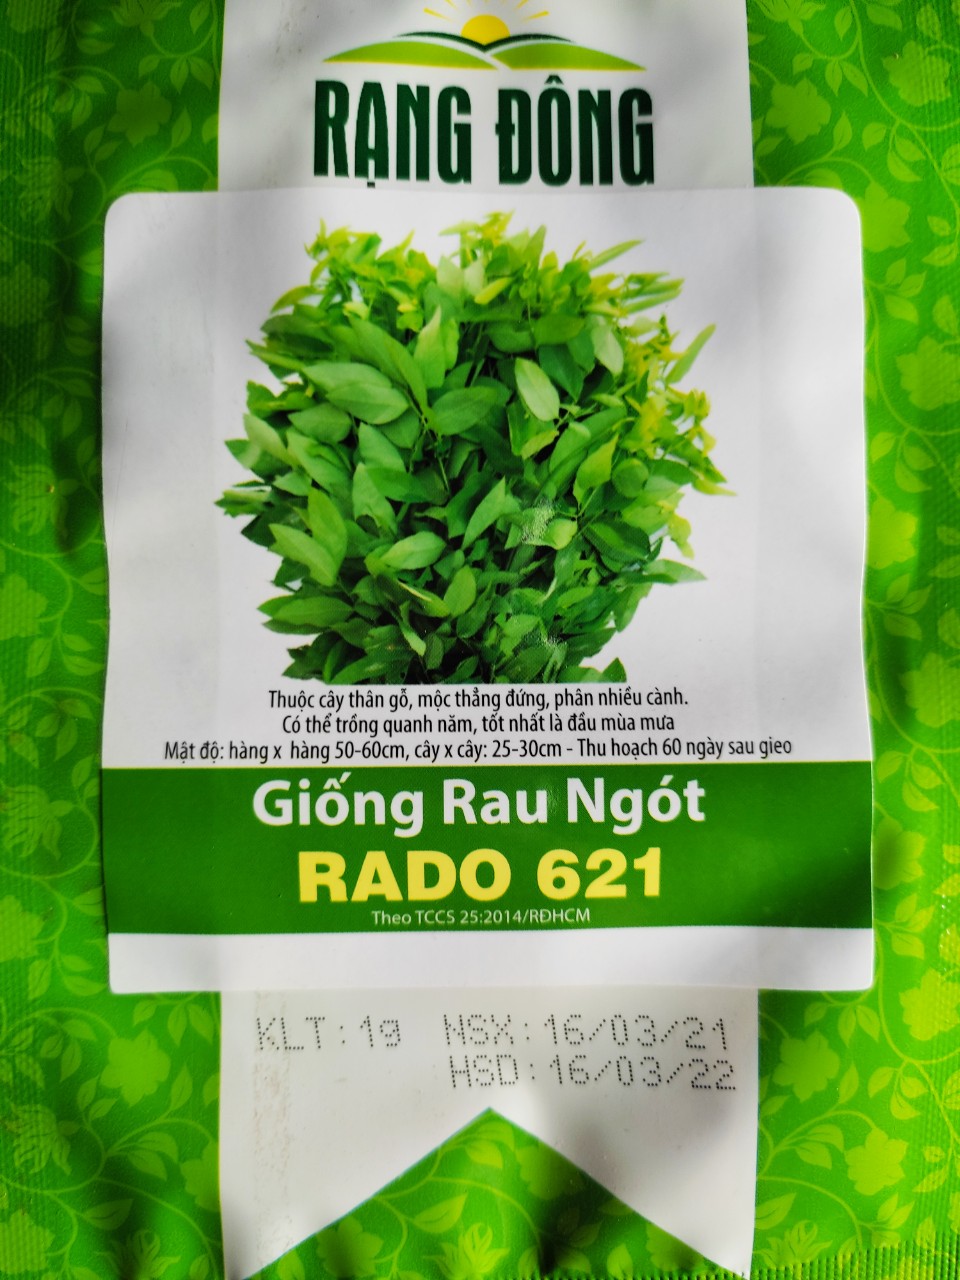 RẠNG ĐÔNG
Thuộc cây thân gỗ, mộc thẳng đứng, phân nhiều cành.
Có thể trồng quanh năm, tốt nhất là đầu mùa mưa
Mật độ: hàng x hàng 50-60cm, cây x cây: 25-30cm - Thu hoạch 60 ngày sau gieo
Giống Rau Ngót
RADO 621
Theo TCCS 25:2014/RĐHCM
KLT: 1g NSX: 16/03/21
HSD: 16/03/22